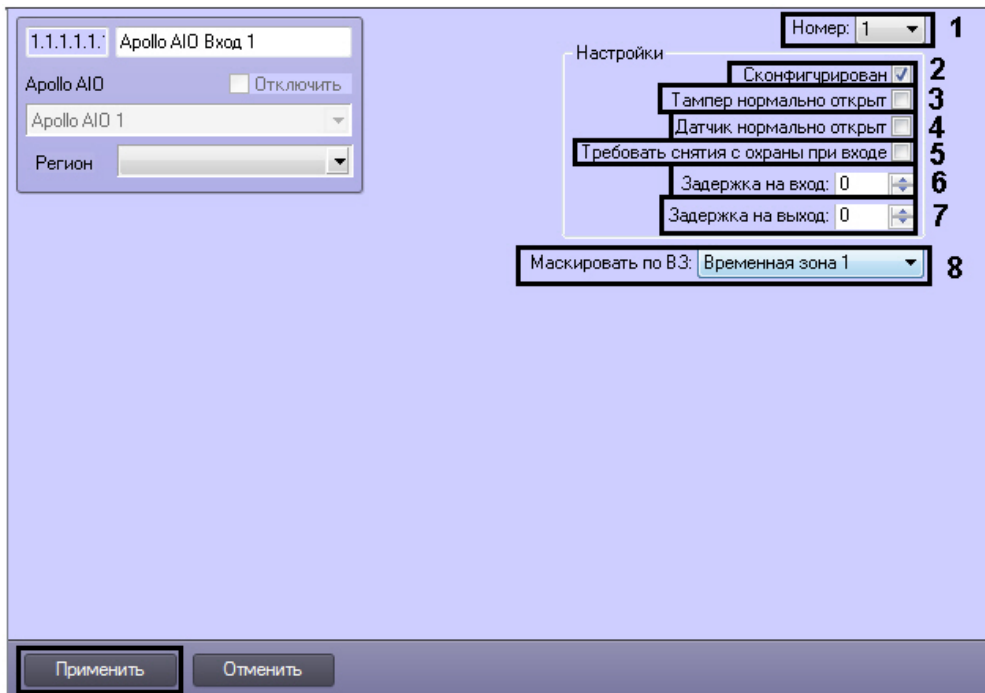 1.1.1.1.1.' Apollo AIO Вход 1
Apollo AIO Отключить
Apollo AIO 1
Регион
Номер: 1 1
Настройки
Сконфигурирован 2
Тампер нормально открыт 3
Датчик нормально открыт 4
Требовать снятия с охраны при входе 5
Задержка на вход: 0 6
Задержка на выход: 0 7
Маскировать по ВЗ: Временная зона 1 8
Применить Отменить